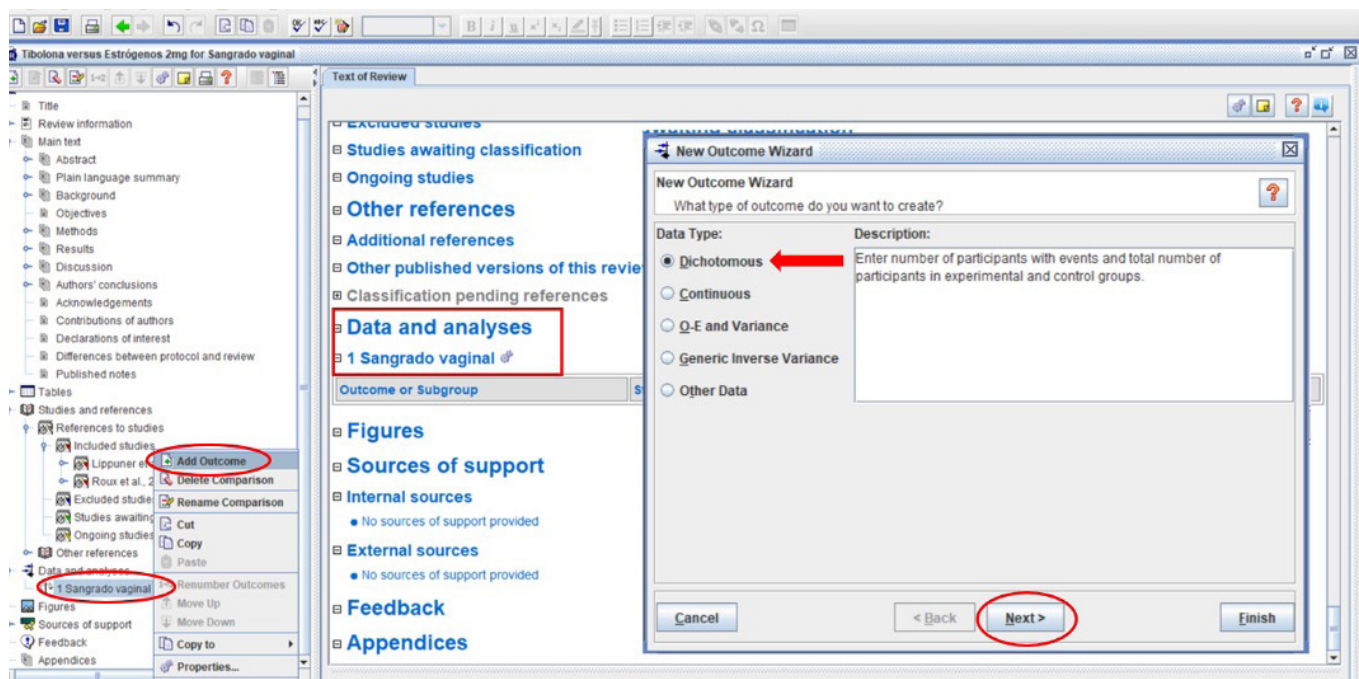 B i u x² x₂
Ω
Tibolona versus Estrógenos 2mg for Sangrado vaginal
Title
Review information
Main text
Abstract
Plain language summary
Background
Objectives
Methods
Results
Discussion
Authors' conclusions
Acknowledgements
Contributions of authors
Declarations of interest
Differences between protocol and review
Published notes
Tables
Studies and references
References to studies
Included studies
Lippuner et
Roux et al., 2
Excluded studie
Studies awaiting
Ongoing studies
Other references
Data and analyses
1 Sangrado vaginal
Figures
Sources of support
Feedback
Appendices
Add Outcome
Delete Comparison
Rename Comparison
Cut
Copy
Paste
Renumber Outcomes
Move Up
Move Down
Copy to
Properties...
Text of Review
Excluded studies
Studies awaiting classification
Ongoing studies
Other references
Additional references
Other published versions of this revie
Classification pending references
Data and analyses
1 Sangrado vaginal
Outcome or Subgroup
Figures
Sources of support
Internal sources
No sources of support provided
External sources
No sources of support provided
Feedback
Appendices
New Outcome Wizard
New Outcome Wizard
What type of outcome do you want to create?
Data Type:
Dichotomous
Continuous
O-E and Variance
Generic Inverse Variance
Other Data
Description:
Enter number of participants with events and total number of
participants in experimental and control groups.
Cancel
< Back
Next >
Finish